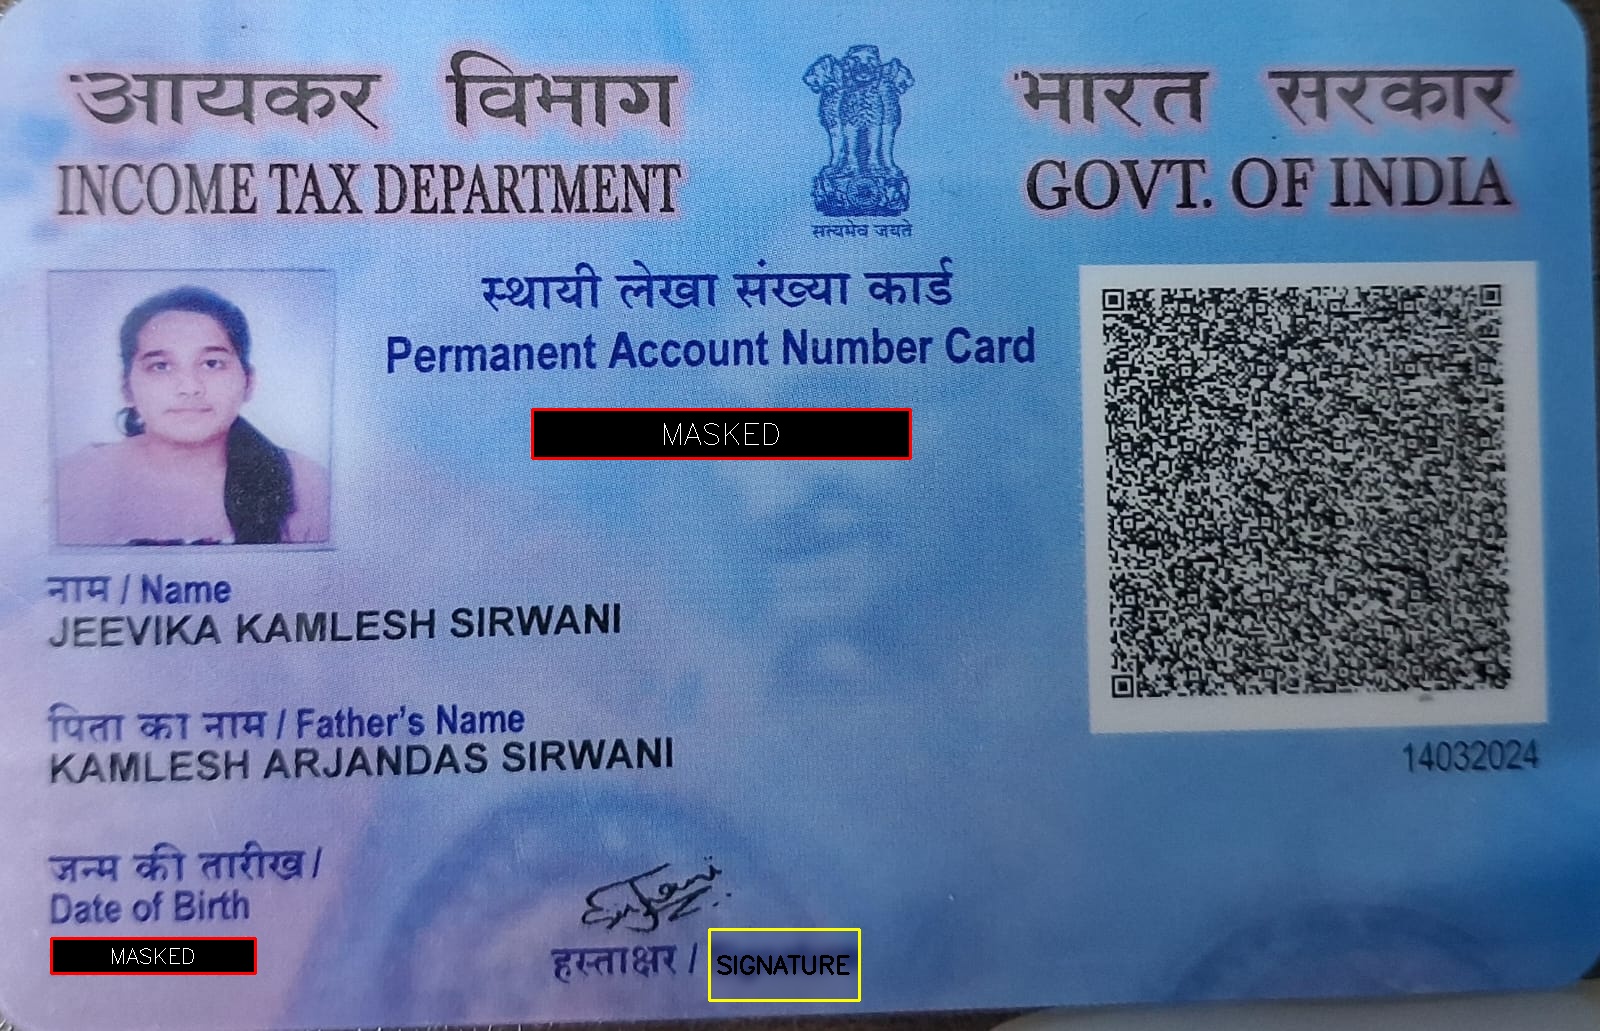 आयकर विभाग
INCOME TAX DEPARTMENT
सत्यमेव जयते
भारत सरकार
GOVT. OF INDIA
स्थायी लेखा संख्या कार्ड
Permanent Account Number Card
MASKED
नाम / Name
JEEVIKA KAMLESH SIRWANI
पिता का नाम / Father's Name
KAMLESH ARJANDAS SIRWANI
14032024
जन्म की तारीख /
Date of Birth
MASKED
हस्ताक्षर / SIGNATURE